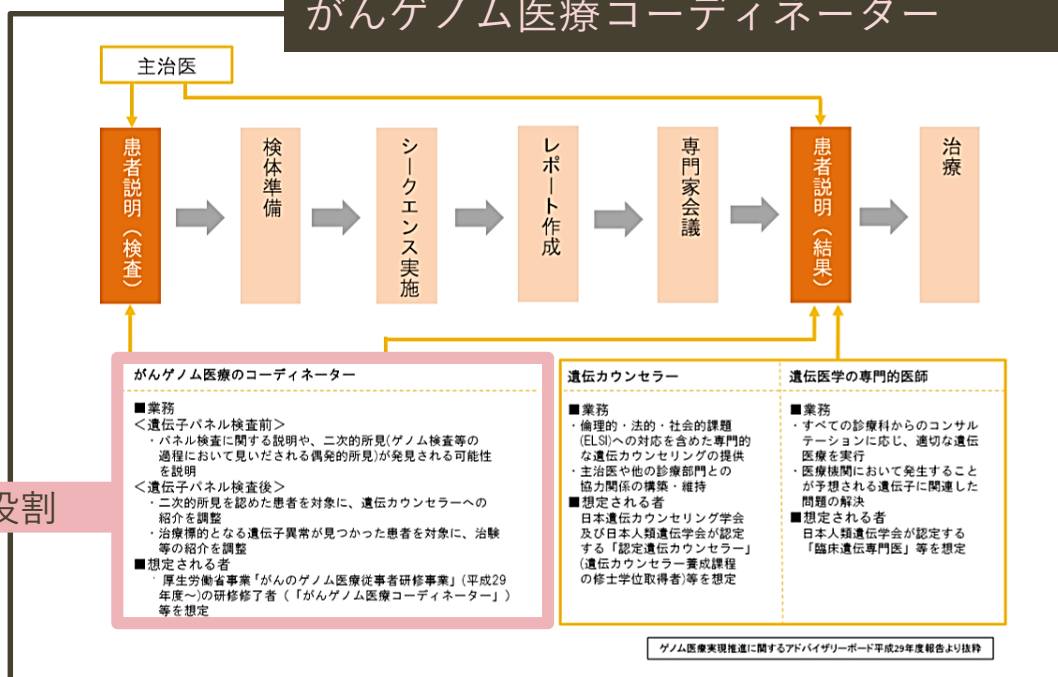 がんゲノム医療コーディネーター
主治医
患者説明（検査）
検体準備
シークエンス実施
レポート作成
専門家会議
患者説明（結果）
治療
役割
がんゲノム医療のコーディネーター
■業務
＜遺伝子パネル検査前＞
・パネル検査に関する説明や、二次的所見(ゲノム検査等の
過程において見いだされる偶発的所見)が発見される可能性
を説明
＜遺伝子パネル検査後＞
・二次的所見を認めた患者を対象に、遺伝カウンセラーへの
紹介を調整
・治療標的となる遺伝子異常が見つかった患者を対象に、治験
等の紹介を調整
■想定される者
・厚生労働省事業「がんのゲノム医療従事者研修事業」(平成29
年度～)の研修修了者（「がんゲノム医療コーディネーター」）
等を想定
遺伝カウンセラー
■業務
・倫理的・法的・社会的課題
(ELSI)への対応を含めた専門的
な遺伝カウンセリングの提供
・主治医や他の診療部門との
協力関係の構築・維持
■想定される者
日本遺伝カウンセリング学会
及び日本人類遺伝学会が認定
する「認定遺伝カウンセラー」
(遺伝カウンセラー養成課程
の修士学位取得者)等を想定
遺伝医学の専門的医師
■業務
・すべての診療科からのコンサル
テーションに応じ、適切な遺伝
医療を実行
・医療機関において発生すること
が予想される遺伝子に関連した
問題の解決
■想定される者
日本人類遺伝学会が認定する
「臨床遺伝専門医」等を想定
ゲノム医療実現推進に関するアドバイザリーボード平成29年度報告より抜粋